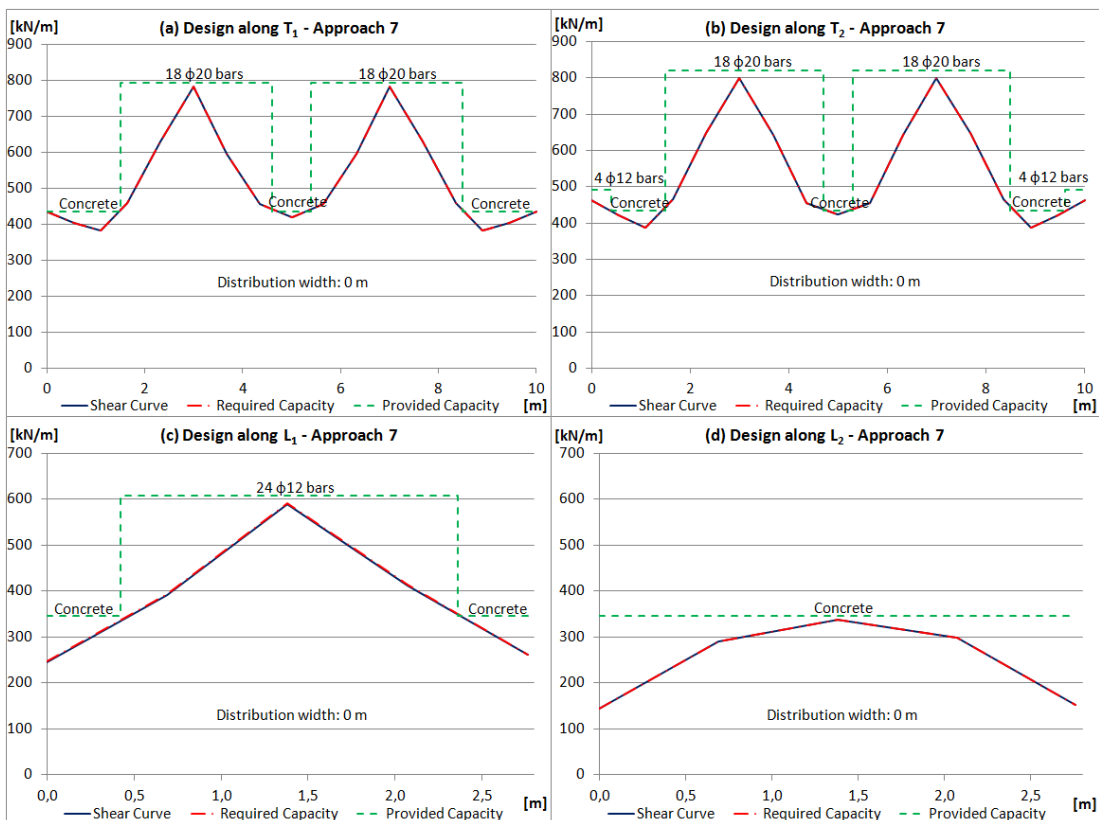 [kN/m] (a) Design along T₁ - Approach 7
900
800
700
600
500
400
300
200
100
0
18 ϕ20 bars 18 ϕ20 bars
Concrete Concrete Concrete
Distribution width: 0 m
0 2 4 6 8 10
Shear Curve Required Capacity Provided Capacity [m]
[kN/m] (b) Design along T₂ - Approach 7
900
800
700
600
500
400
300
200
100
0
18 ϕ20 bars 18 ϕ20 bars
4 ϕ12 bars 4 ϕ12 bars
Concrete Concrete Concrete
Distribution width: 0 m
0 2 4 6 8 10
Shear Curve Required Capacity Provided Capacity [m]
[kN/m] (c) Design along L₁ - Approach 7
700
600
500
400
300
200
100
0
24 ϕ12 bars
Concrete Concrete
Distribution width: 0 m
0,0 0,5 1,0 1,5 2,0 2,5
Shear Curve Required Capacity Provided Capacity [m]
[kN/m] (d) Design along L₂ - Approach 7
700
600
500
400
300
200
100
0
Concrete
Distribution width: 0 m
0,0 0,5 1,0 1,5 2,0 2,5
Shear Curve Required Capacity Provided Capacity [m]